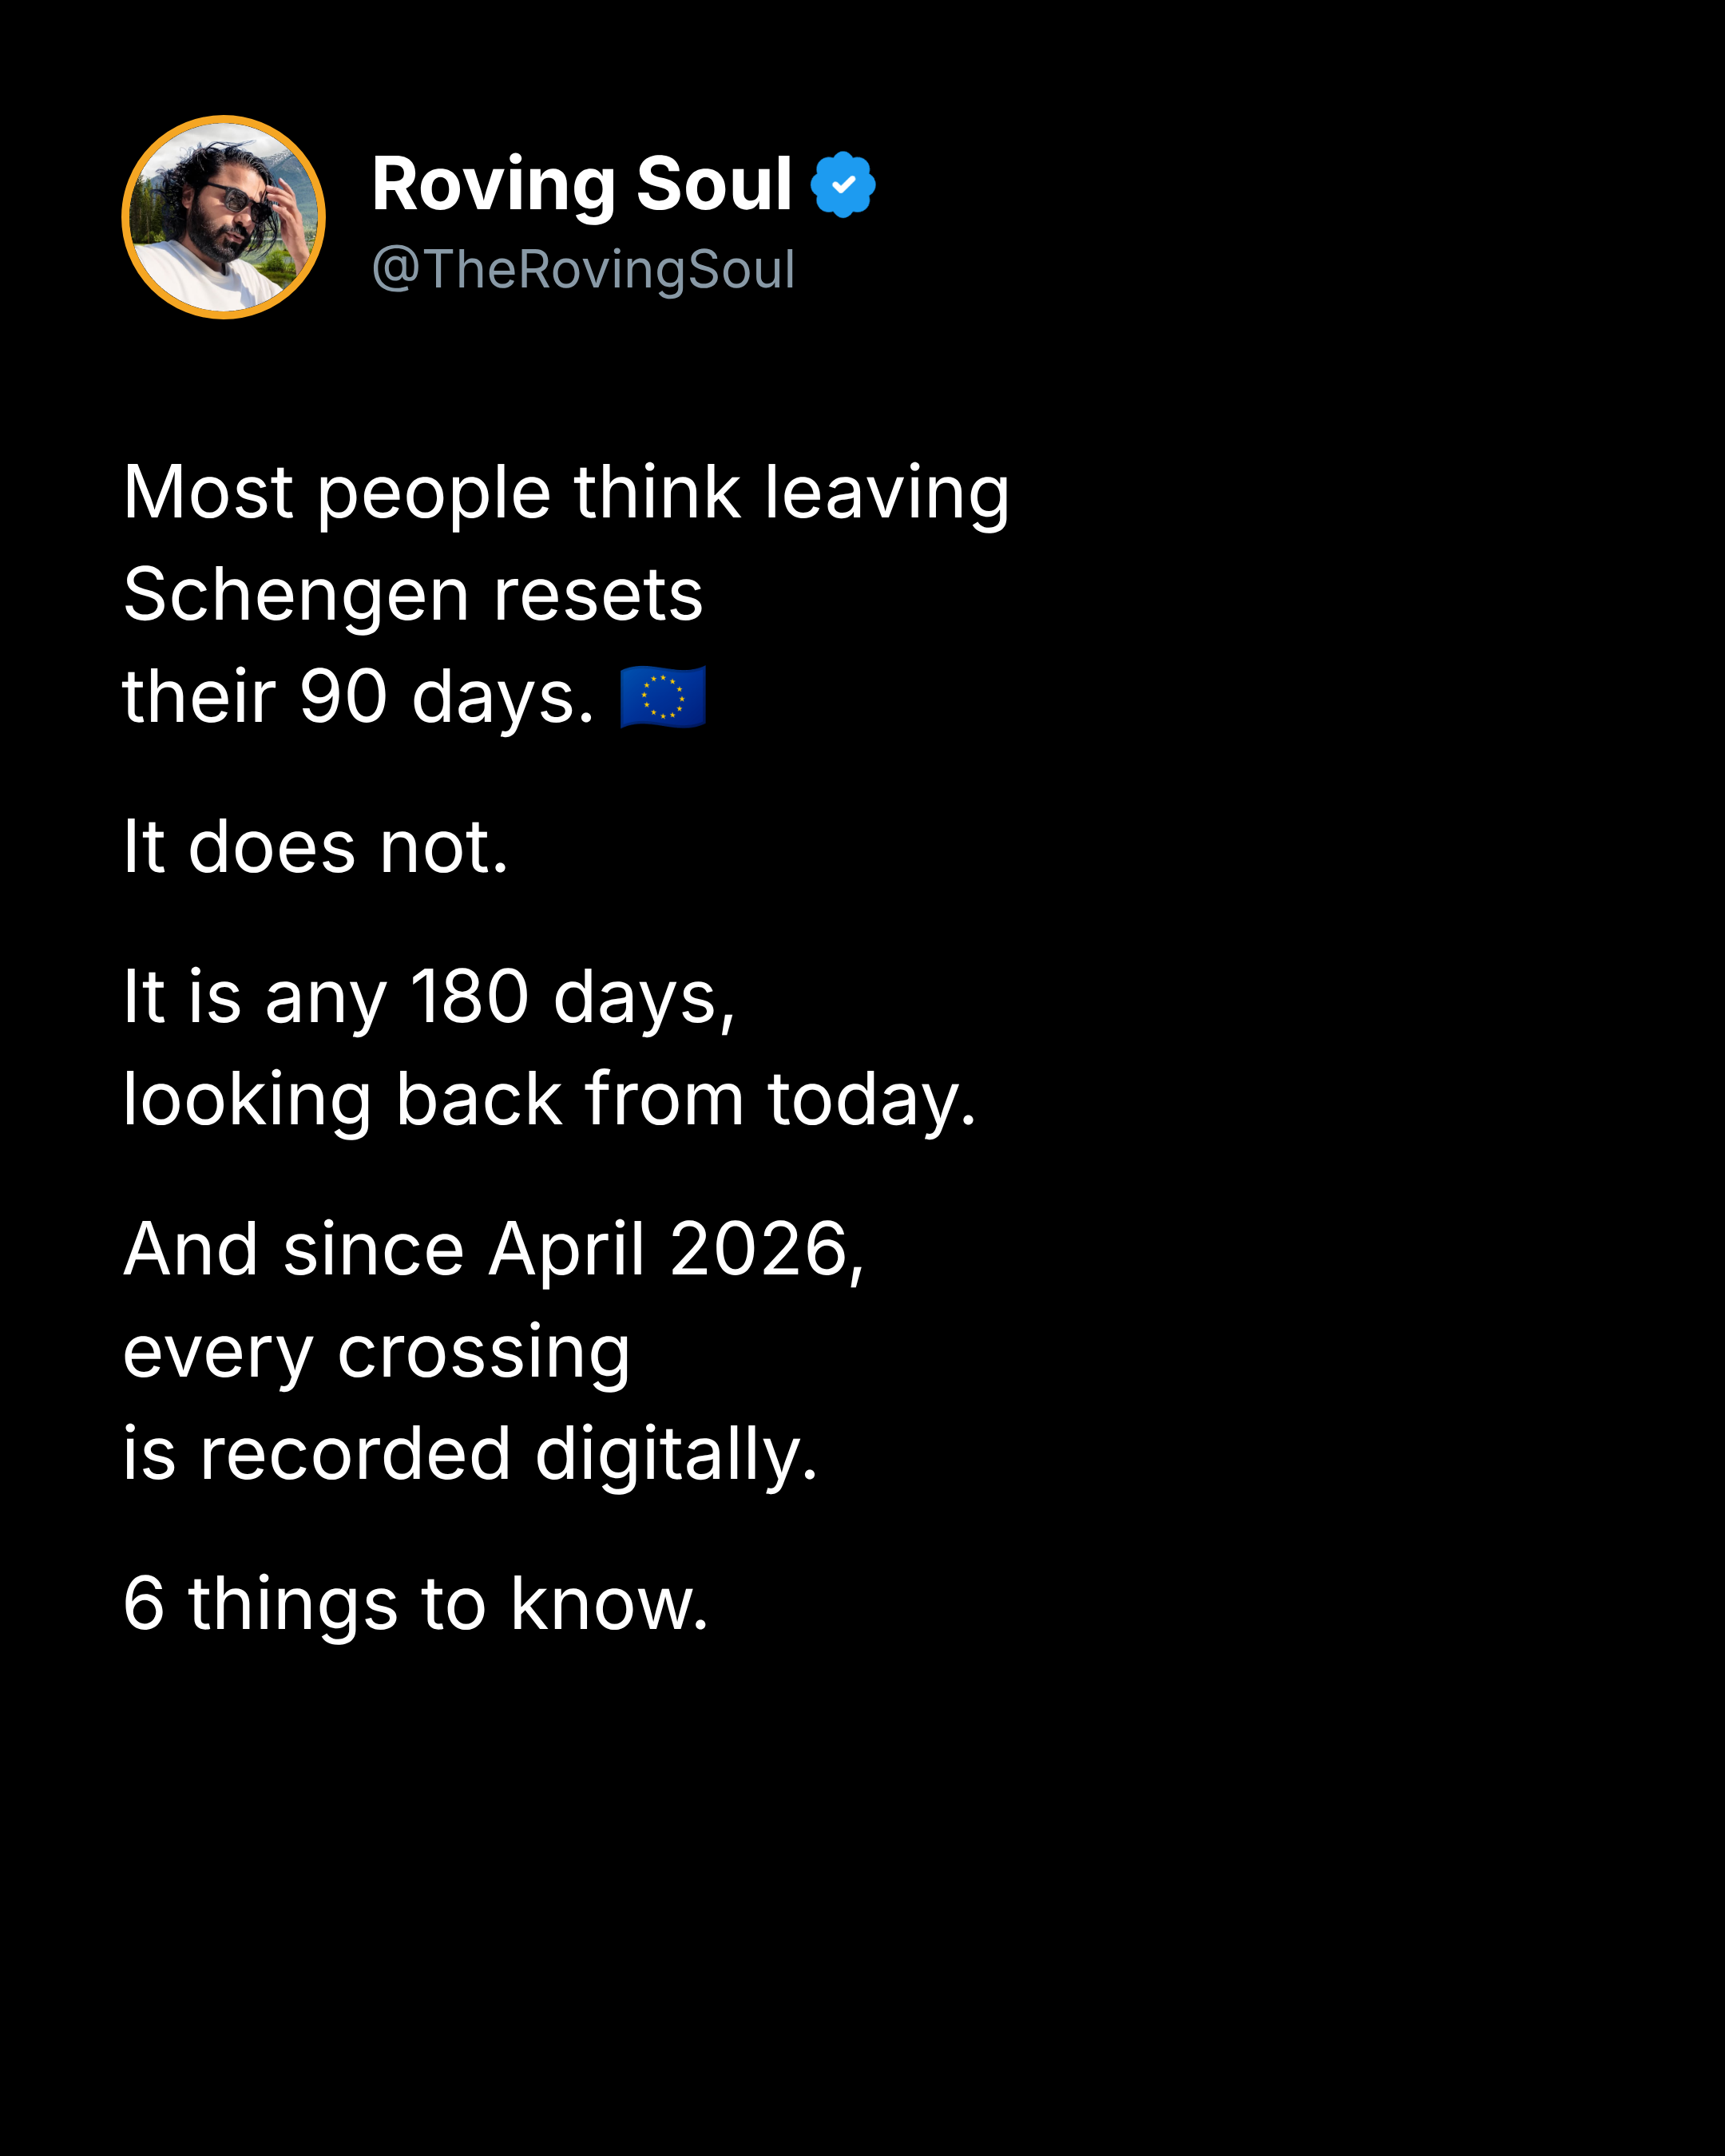 Roving Soul
@TheRovingSoul
Most people think leaving
Schengen resets
their 90 days. 🇪🇺
It does not.
It is any 180 days,
looking back from today.
And since April 2026,
every crossing
is recorded digitally.
6 things to know.